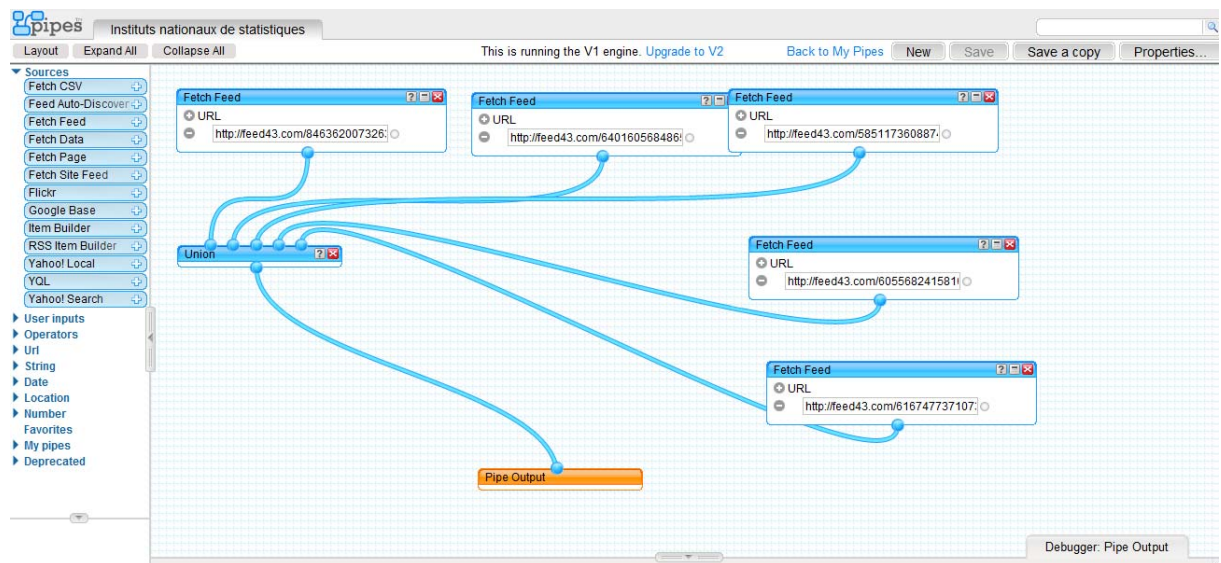 pipes Instituts nationaux de statistiques
Layout Expand All Collapse All This is running the V1 engine. Upgrade to V2 Back to My Pipes New Save Save a copy Properties...
Sources
Fetch CSV
Feed Auto-Discover
Fetch Feed
Fetch Data
Fetch Page
Fetch Site Feed
Flickr
Google Base
Item Builder
RSS Item Builder
Yahoo! Local
YQL
Yahoo! Search
User inputs
Operators
Url
String
Date
Location
Number
Favorites
My pipes
Deprecated
Fetch Feed
URL
http://feed43.com/846362007326
Fetch Feed
URL
http://feed43.com/640160568486
Fetch Feed
URL
http://feed43.com/585117360887
Union
Fetch Feed
URL
http://feed43.com/605568241581
Fetch Feed
URL
http://feed43.com/616747737107
Pipe Output
Debugger: Pipe Output